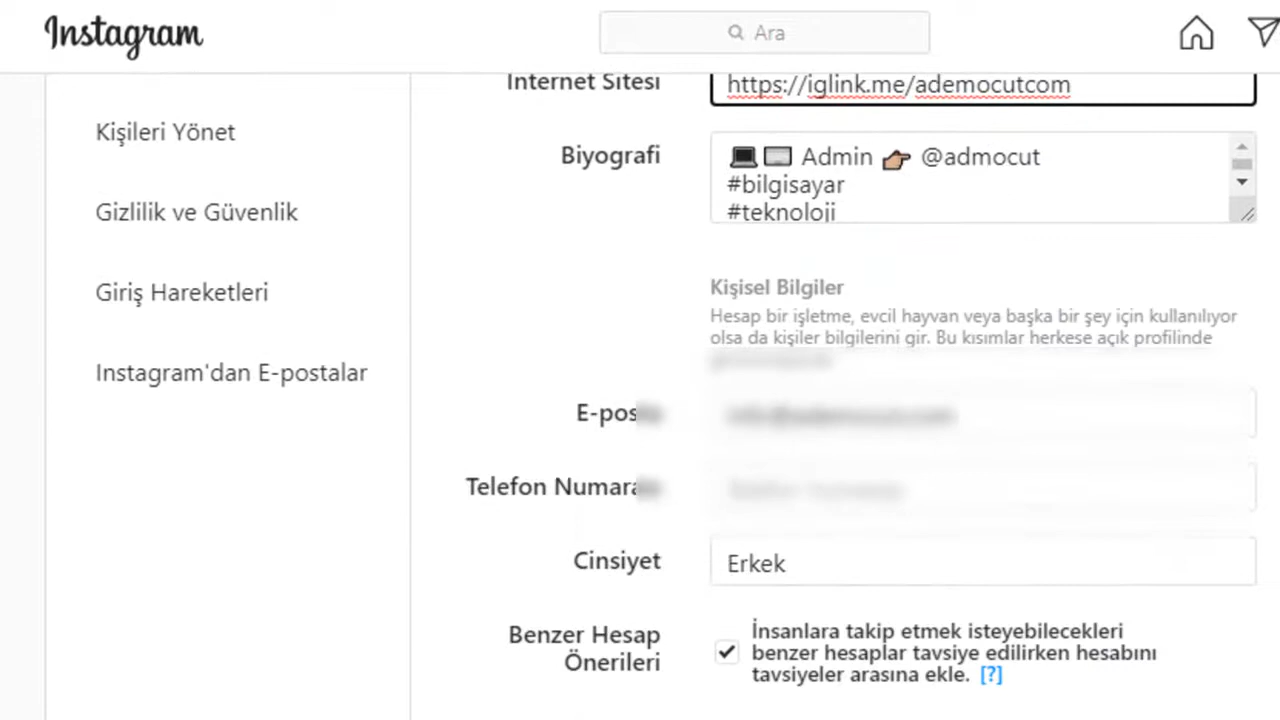 Instagram
Ara
İnternet Sitesi
https://iglink.me/ademocutcom
Kişileri Yönet
Biyografi
Admin 👉 @admocut
#bilgisayar
#teknoloji
Gizlilik ve Güvenlik
Giriş Hareketleri
Instagram'dan E-postalar
Kişisel Bilgiler
Hesap bir işletme, evcil hayvan veya başka bir şey için kullanılıyor
olsa da kişiler bilgilerini gir. Bu kısımlar herkese açık profilinde
Cinsiyet
Erkek
Benzer Hesap
Önerileri
İnsanlara takip etmek isteyebilecekleri
benzer hesaplar tavsiye edilirken hesabını
tavsiyeler arasına ekle. [?]
E-pos
Telefon Numara